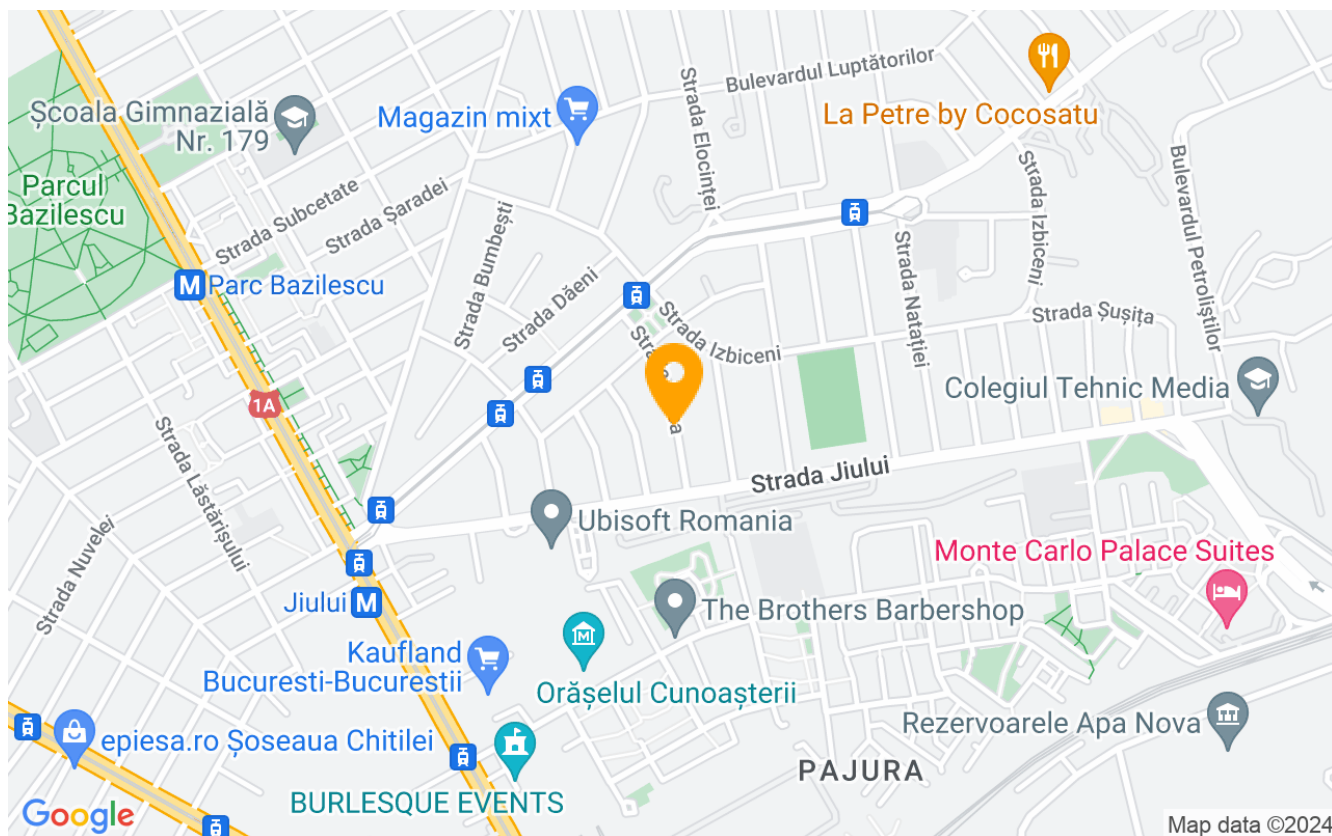 Bulevardul Luptătorilor
La Petre by Cocosatu
Școala Gimnazială
Nr. 179
Magazin mixt
Strada Elocinței
Parcul
Bazilescu
Strada Subcetate
Strada Șaradei
Strada Bumbești
Strada Dăeni
Strada Izbiceni
Bulevardul Petroliștilor
Strada Natației
M Parc Bazilescu
Strada Izbiceni
Strada Șușița
1A
Colegiul Tehnic Media
Strada Lăstărișului
Strada Jiului
Strada Nuvelei
Ubisoft Romania
Monte Carlo Palace Suites
Jiului M
The Brothers Barbershop
Kaufland
Bucuresti-Bucurestii
M
Orășelul Cunoașterii
epiesa.ro Șoseaua Chitilei
Rezervoarele Apa Nova
PAJURA
BURLESQUE EVENTS
Google
Map data ©2024